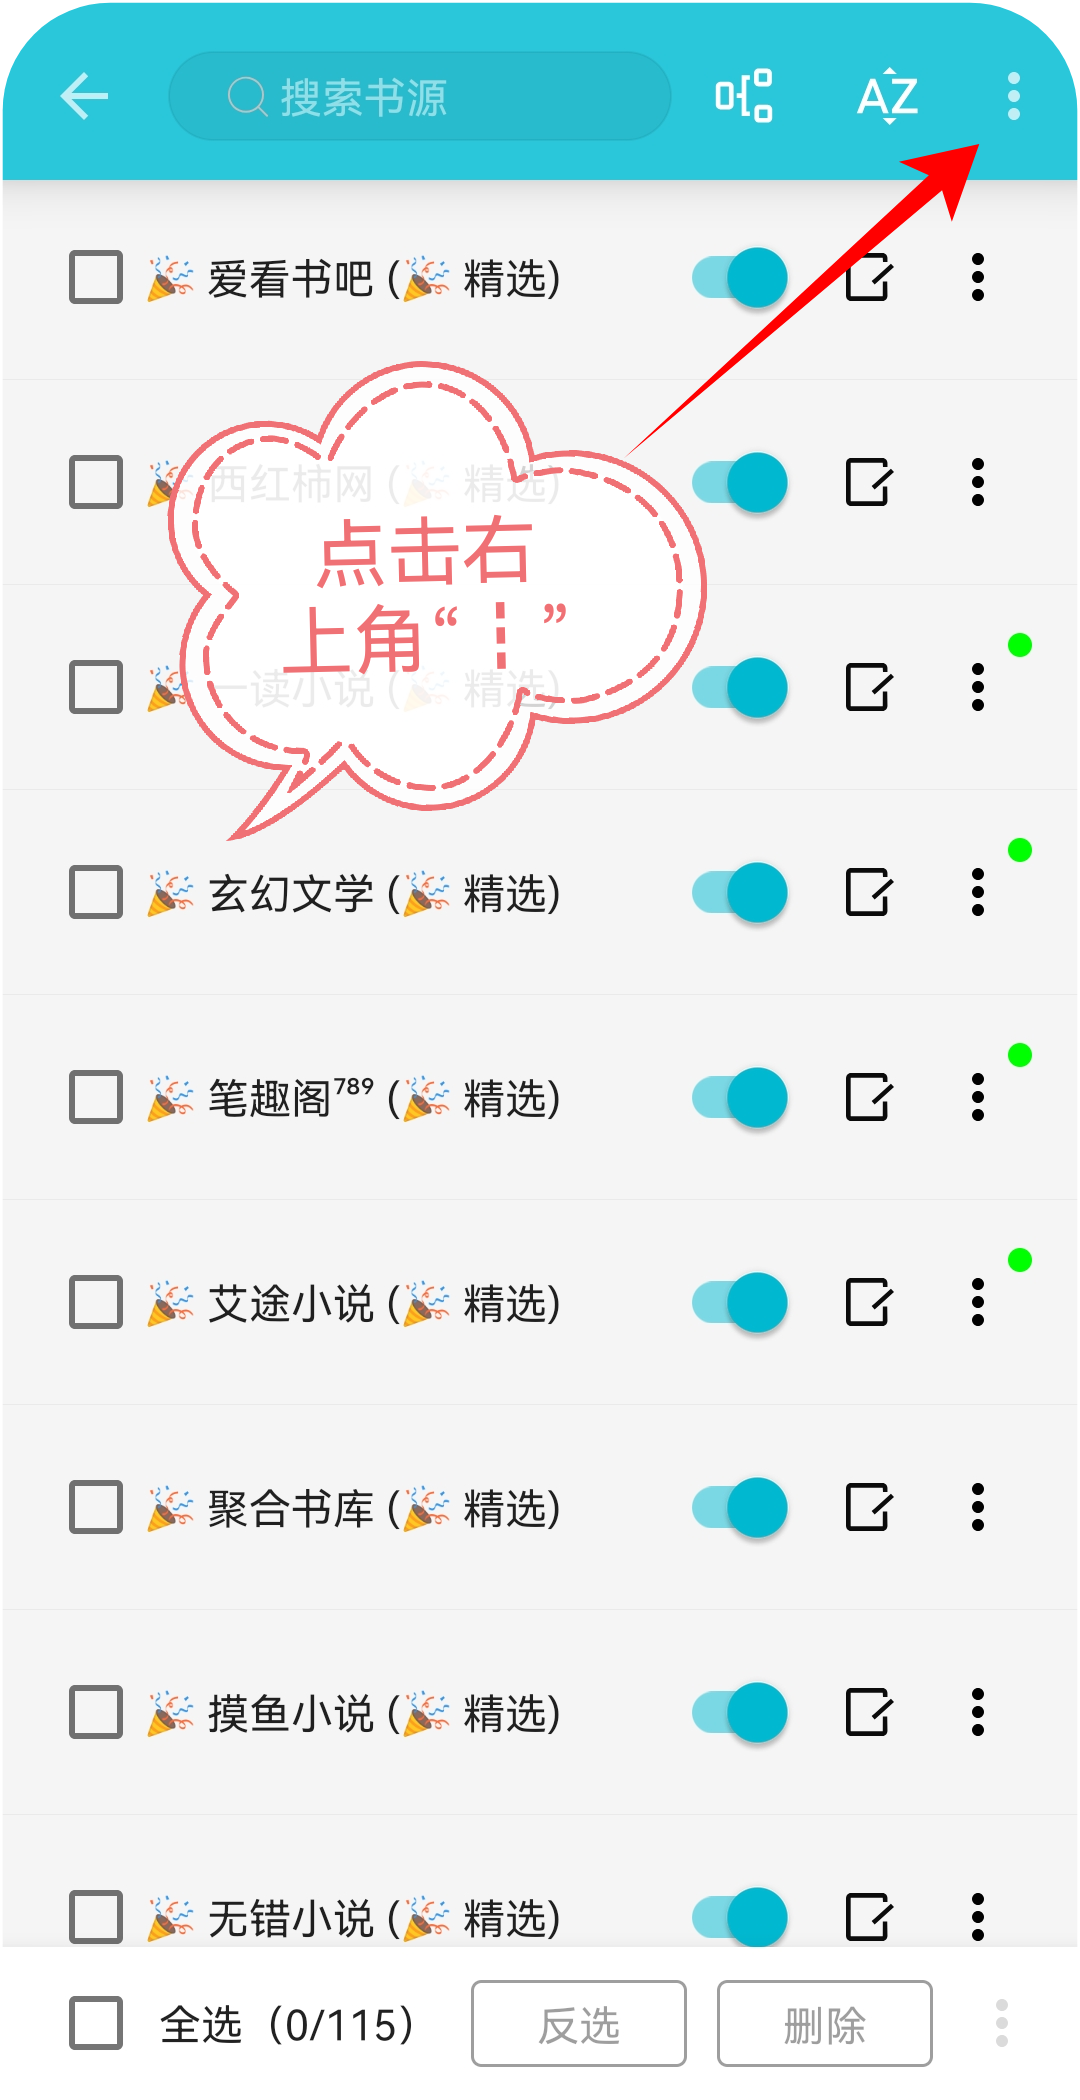 搜索书源
AZ
🎉 爱看书吧 (🎉 精选)
🎉 西红柿网 (🎉 精选)
点击右
上角“┇”
🎉 一读小说 (🎉 精选)
🎉 玄幻文学 (🎉 精选)
🎉 笔趣阁⁷⁸⁹ (🎉 精选)
🎉 艾途小说 (🎉 精选)
🎉 聚合书库 (🎉 精选)
🎉 摸鱼小说 (🎉 精选)
🎉 无错小说 (🎉 精选)
全选（0/115） 反选 删除